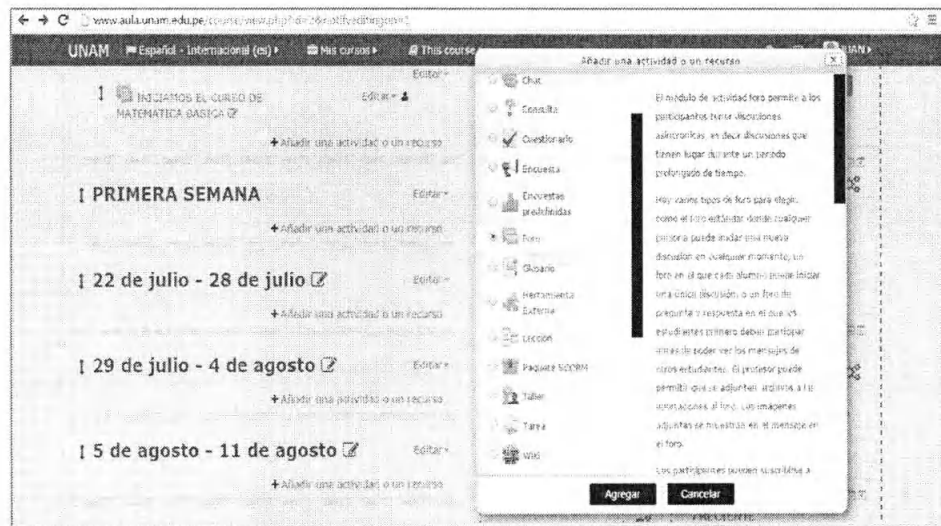 www.aula.unam.edu.pe/course/view.php?id=26&notifyeditingon=1
UNAM Español - Internacional (es) Mis cursos This course JUAN
Editar
INICIAMOS EL CURSO DE
MATEMATICA BASICA
Editar
+ Añadir una actividad o un recurso
PRIMERA SEMANA
Editar
+ Añadir una actividad o un recurso
22 de julio - 28 de julio
Editar
+ Añadir una actividad o un recurso
29 de julio - 4 de agosto
Editar
+ Añadir una actividad o un recurso
5 de agosto - 11 de agosto
Editar
+ Añadir una actividad o un recurso
Añadir una actividad o un recurso
Chat
Consulta
Cuestionario
Encuesta
Encuestas
predefinidas
Foro
Glosario
Herramienta
Externa
Lección
Paquete SCORM
Taller
Tarea
Wiki
El módulo de actividad foro permite a los
participantes tener discusiones
asincrónicas, es decir discusiones que
tienen lugar durante un período
prolongado de tiempo.
Hay varios tipos de foro para elegir,
como el foro estándar donde cualquier
persona puede iniciar una nueva
discusión en cualquier momento, un
foro en el que cada alumno puede iniciar
una única discusión, o un foro de
pregunta y respuesta en el que los
estudiantes primero deben participar
antes de poder ver los mensajes de
otros estudiantes. El profesor puede
permitir que se adjunten archivos a las
aportaciones al foro. Las imágenes
adjuntas se muestran en el mensaje en
el foro.
Los participantes pueden suscribirse a
Agregar Cancelar